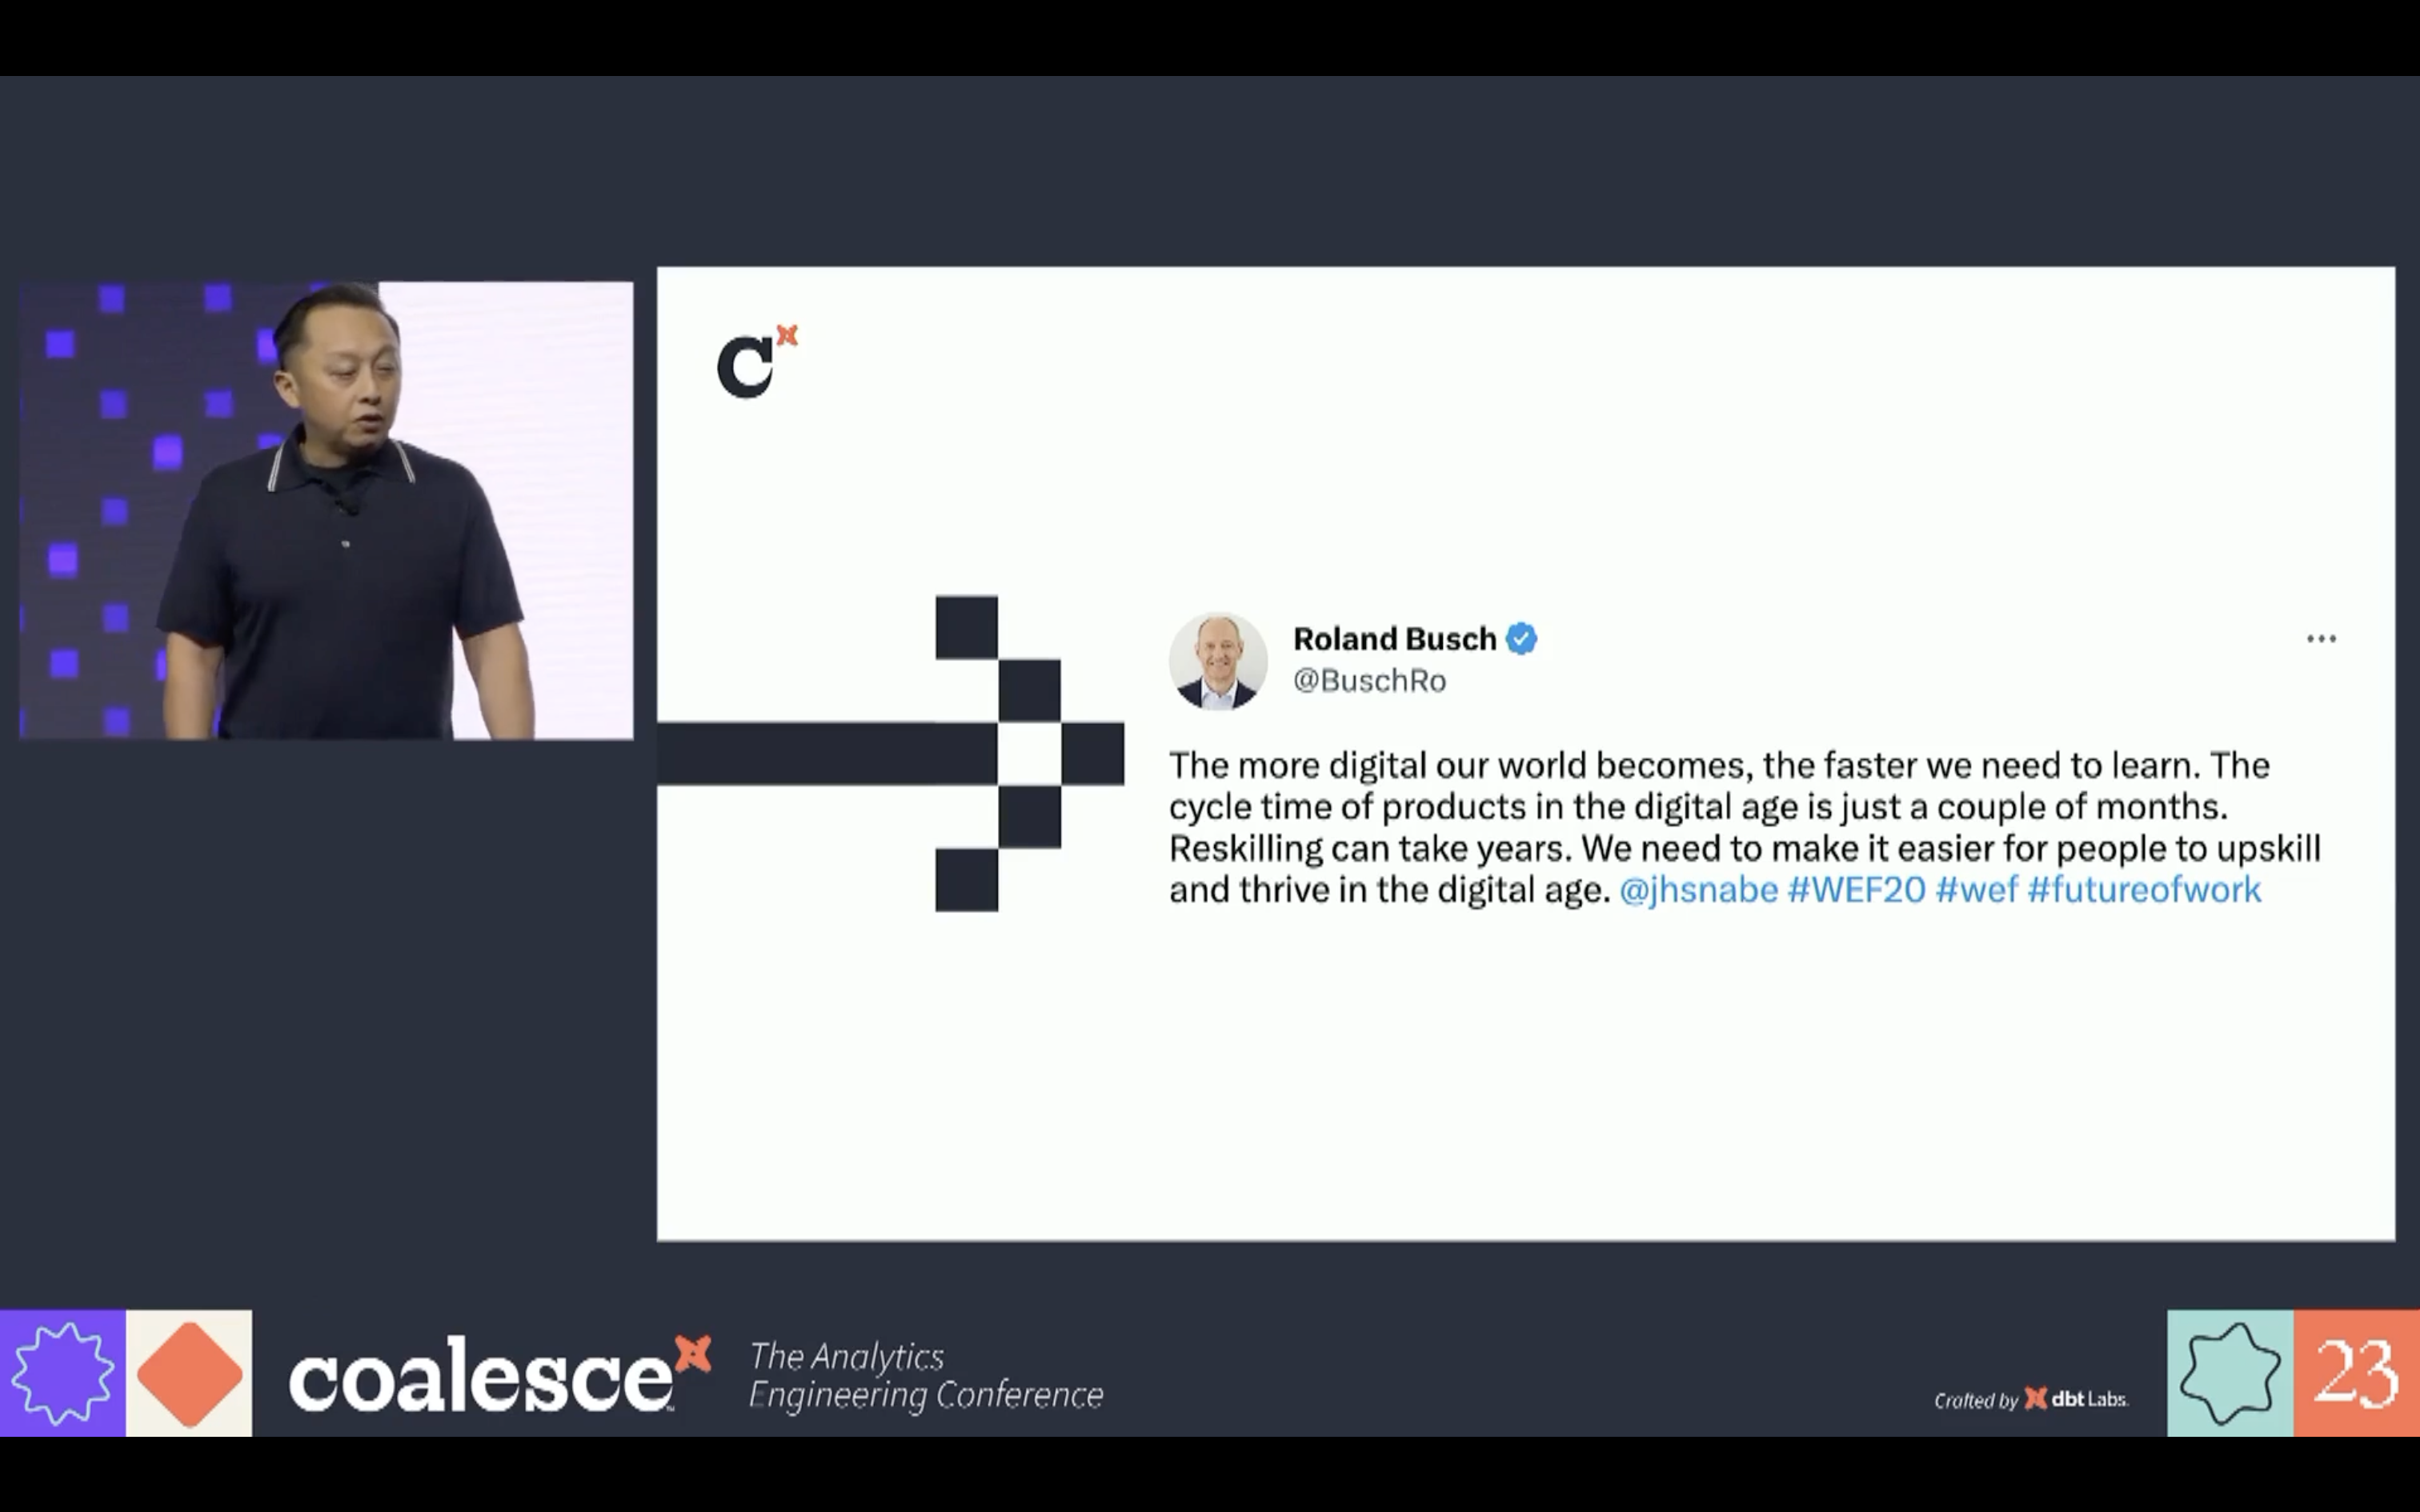 C
Roland Busch
@BuschRo
The more digital our world becomes, the faster we need to learn. The
cycle time of products in the digital age is just a couple of months.
Reskilling can take years. We need to make it easier for people to upskill
and thrive in the digital age. @jhsnabe #WEF20 #wef #futureofwork
coalesce
The Analytics
Engineering Conference
Crafted by dbt Labs.
23